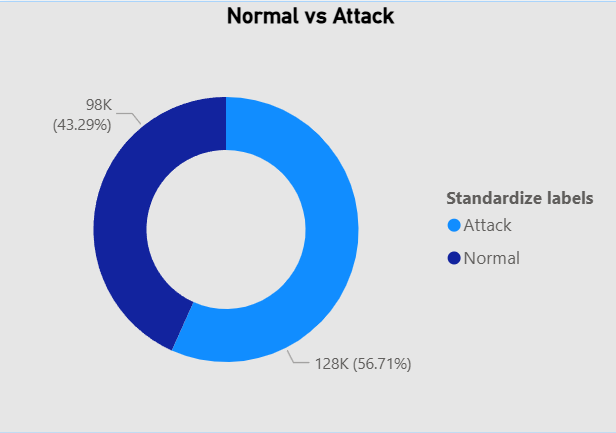 Normal vs Attack
98K
(43.29%)
Standardize labels
Attack
Normal
128K (56.71%)